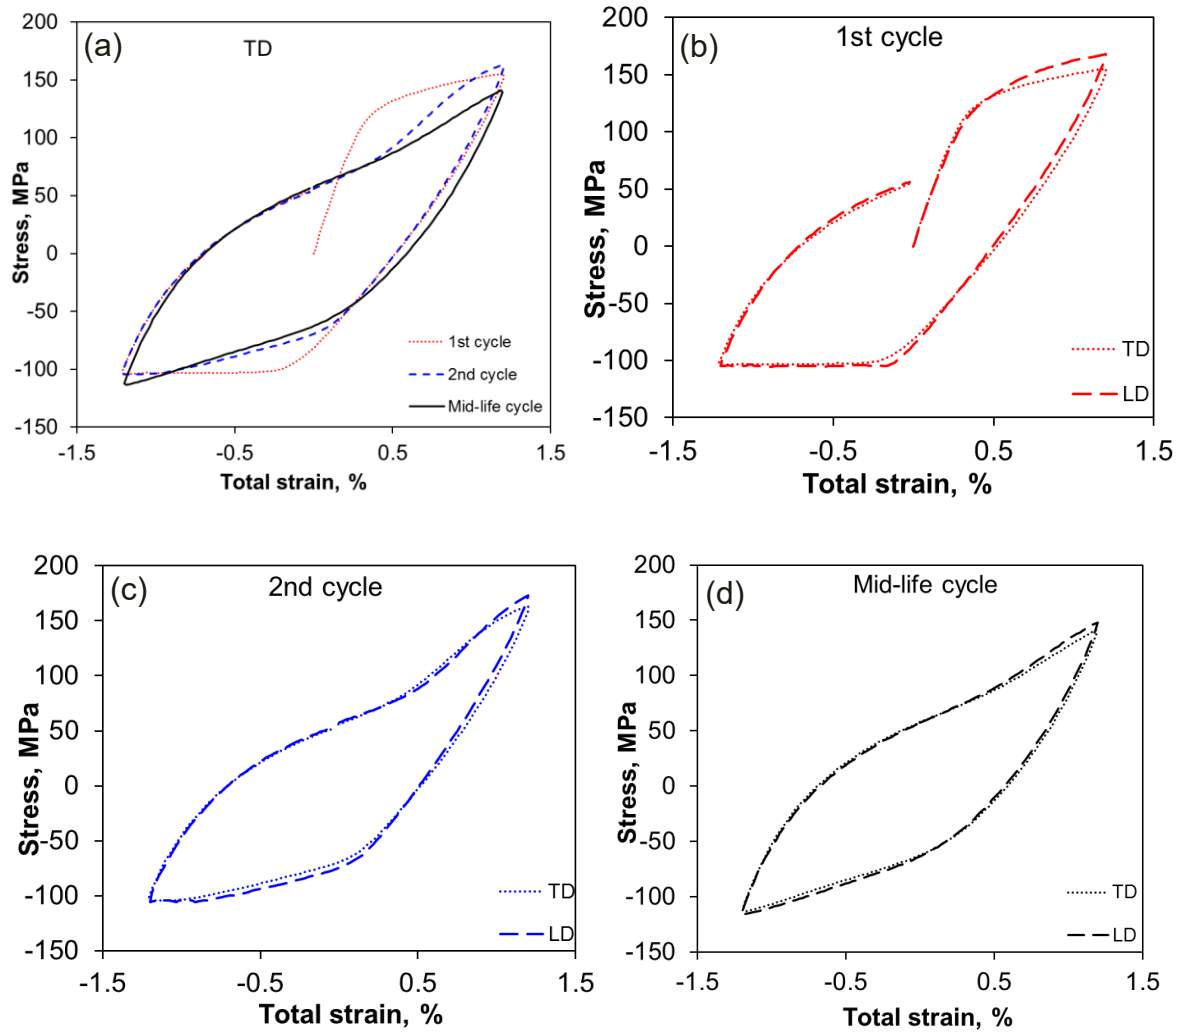 (a)
TD
200
150
100
50
0
-50
-100
-150
-1.5
-0.5
0.5
1.5
Stress, MPa
Total strain, %
1st cycle
2nd cycle
Mid-life cycle
(b)
1st cycle
200
150
100
50
0
-50
-100
-150
-1.5
-0.5
0.5
1.5
Stress, MPa
Total strain, %
TD
LD
(c)
2nd cycle
200
150
100
50
0
-50
-100
-150
-1.5
-0.5
0.5
1.5
Stress, MPa
Total strain, %
TD
LD
(d)
Mid-life cycle
200
150
100
50
0
-50
-100
-150
-1.5
-0.5
0.5
1.5
Stress, MPa
Total strain, %
TD
LD